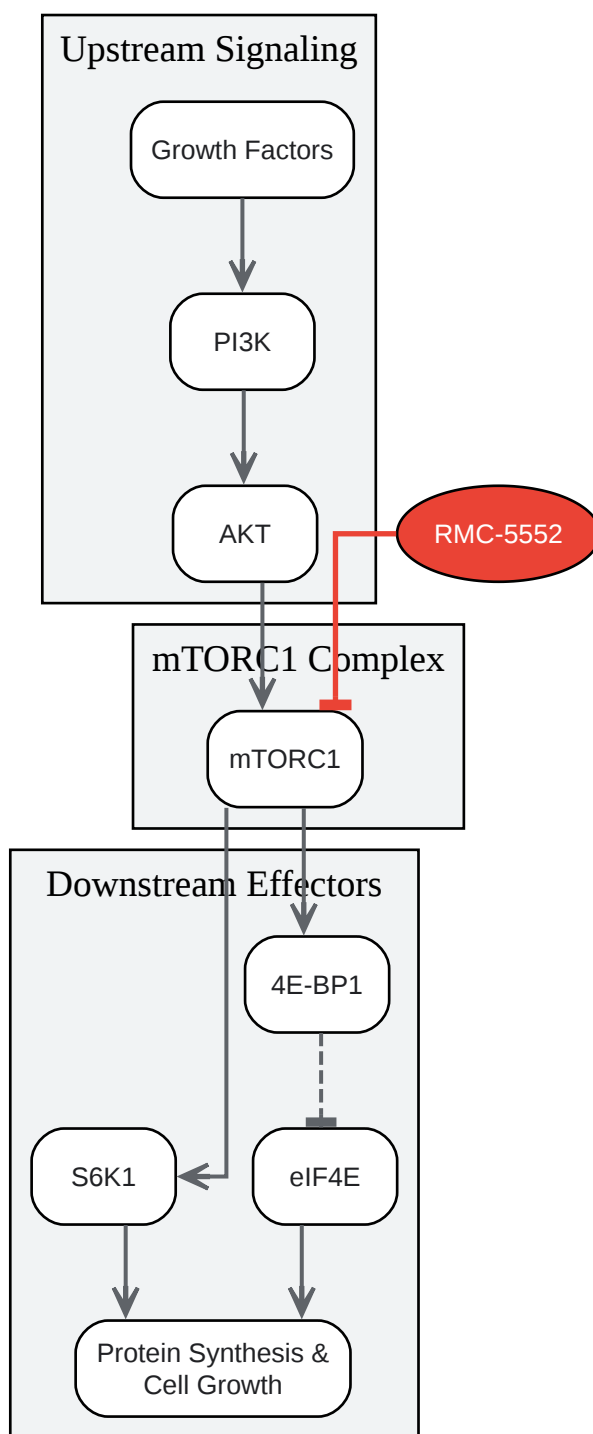 Upstream Signaling
Growth Factors
PI3K
AKT
RMC-5552
mTORC1 Complex
mTORC1
Downstream Effectors
4E-BP1
S6K1
eIF4E
Protein Synthesis &
Cell Growth